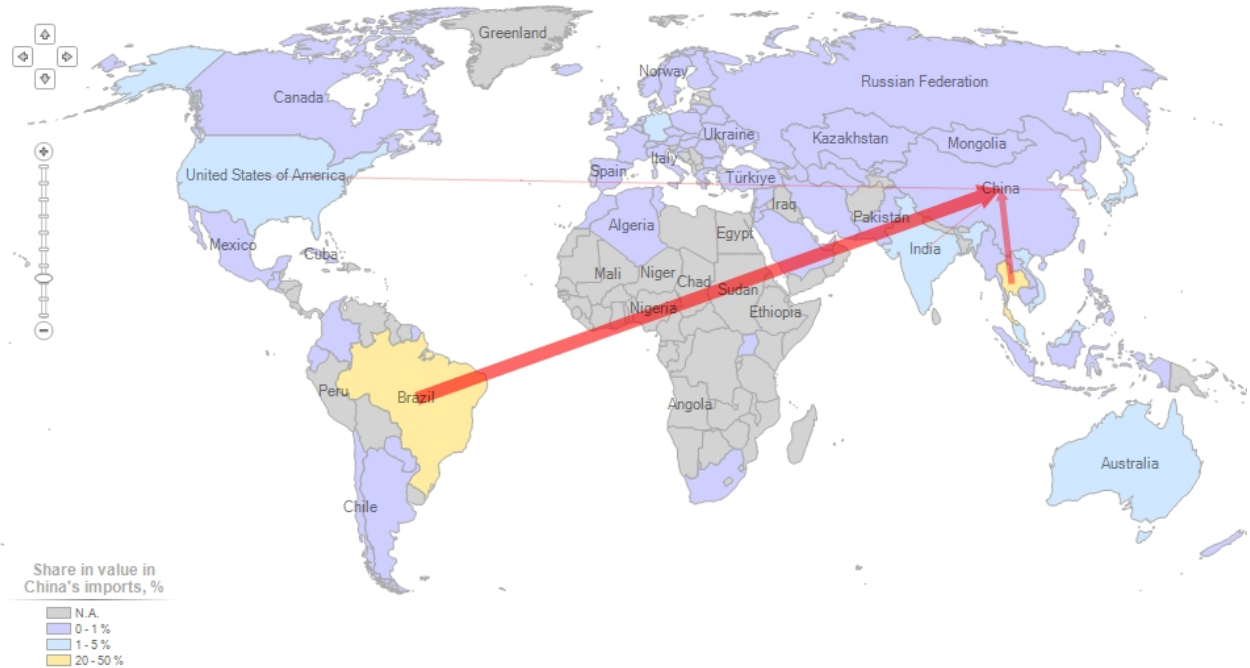 Greenland
Norway
Russian Federation
Canada
Ukraine
Kazakhstan
Mongolia
Italy
Spain
Türkiye
United States of America
China
Iraq
Pakistan
Algeria
Egypt
Mexico
Cuba
India
Mali
Niger
Chad
Sudan
Nigeria
Ethiopia
Peru
Brazil
Angola
Australia
Chile
Share in value in
China's imports, %
N.A.
0 - 1 %
1 - 5 %
20 - 50 %